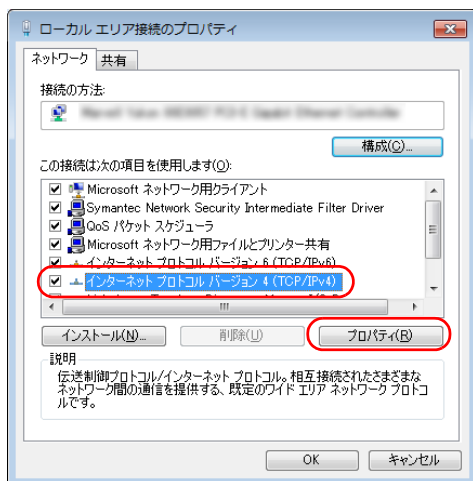 ローカル エリア接続のプロパティ
ネットワーク 共有
接続の方法:
構成(C)...
この接続は次の項目を使用します(O):
Microsoft ネットワーク用クライアント
Symantec Network Security Intermediate Filter Driver
QoS パケット スケジューラ
Microsoft ネットワーク用ファイルとプリンター共有
インターネット プロトコル バージョン 6 (TCP/IPv6)
インターネット プロトコル バージョン 4 (TCP/IPv4)
インストール(N)... 削除(U) プロパティ(R)
説明
伝送制御プロトコル/インターネット プロトコル。相互接続されたさまざまな
ネットワーク間の通信を提供する、既定のワイド エリア ネットワーク プロトコ
ルです。
OK キャンセル